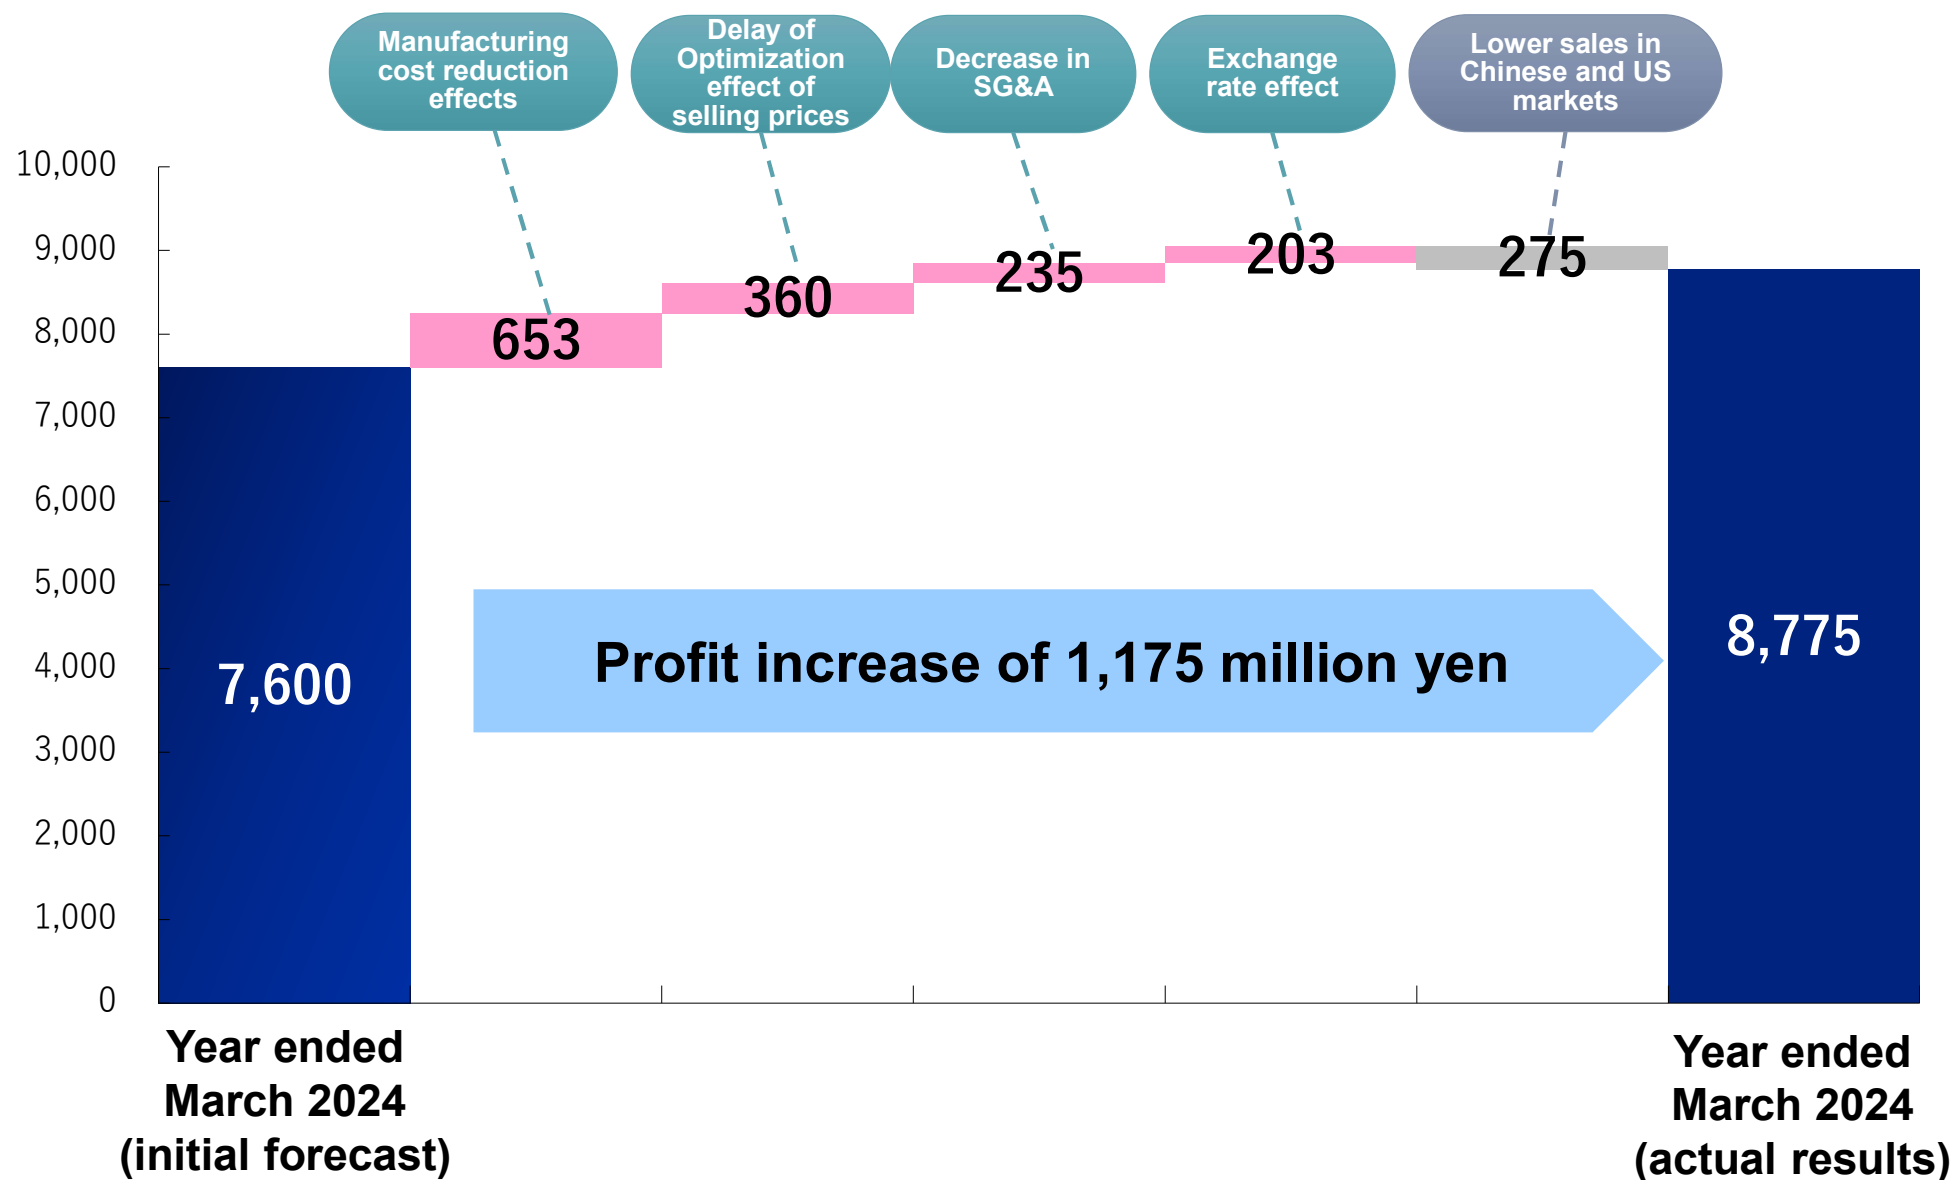 Manufacturing
cost reduction
effects
Delay of
Optimization
effect of
selling prices
Decrease in
SG&A
Exchange
rate effect
Lower sales in
Chinese and US
markets
10,000
9,000
8,000
7,000
6,000
5,000
4,000
3,000
2,000
1,000
0
7,600
653
360
235
203
275
8,775
Profit increase of 1,175 million yen
Year ended
March 2024
(initial forecast)
Year ended
March 2024
(actual results)